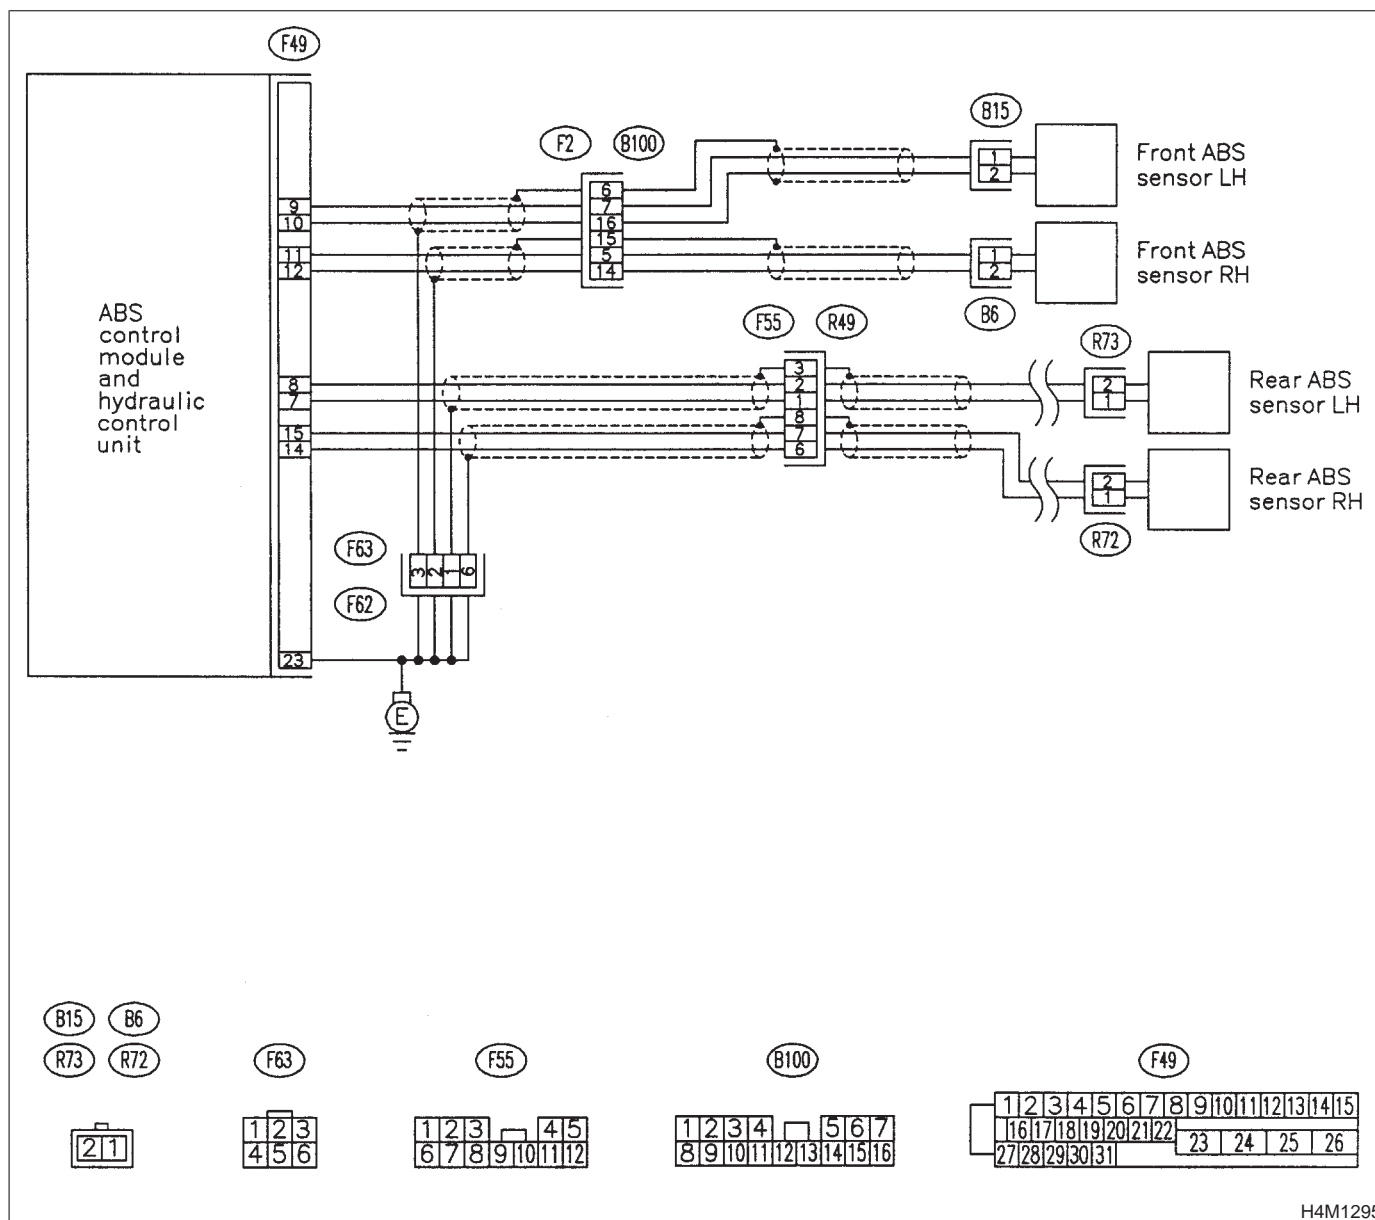 F49
F2 B100
B15
Front ABS
sensor LH
6
7
16
15
5
14
1
2
9
10
11
12
Front ABS
sensor RH
1
2
B6
ABS
control
module
and
hydraulic
control
unit
F55 R49
R73
8
7
15
14
3
2
1
8
7
6
2
1
Rear ABS
sensor LH
2
1
Rear ABS
sensor RH
R72
F63
3 2 1 6
F62
23
E
B15 B6
R73 R72
F63
F55
B100
F49
2 1
1 2 3
4 5 6
1 2 3 4 5
6 7 8 9 10 11 12
1 2 3 4 5 6 7
8 9 10 11 12 13 14 15 16
1 2 3 4 5 6 7 8 9 10 11 12 13 14 15
16 17 18 19 20 21 22 23 24 25 26
27 28 29 30 31
H4M1295